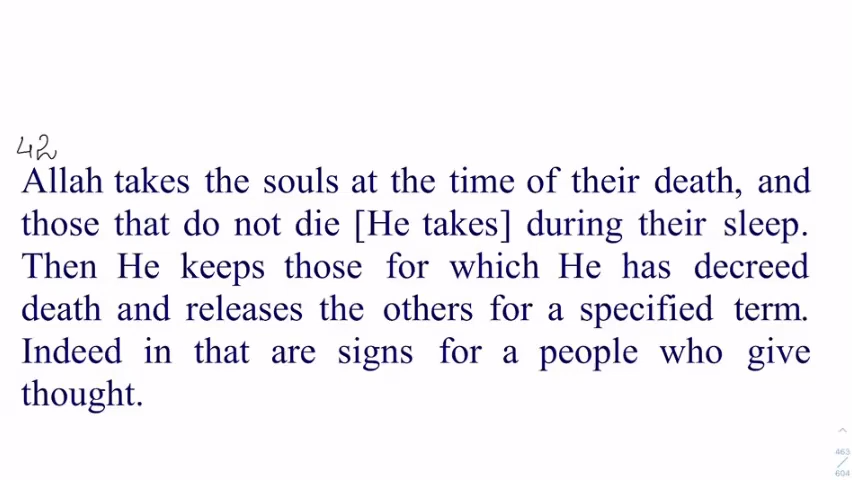 42
Allah takes the souls at the time of their death, and
those that do not die [He takes] during their sleep.
Then He keeps those for which He has decreed
death and releases the others for a specified term.
Indeed in that are signs for a people who give
thought.
463
604